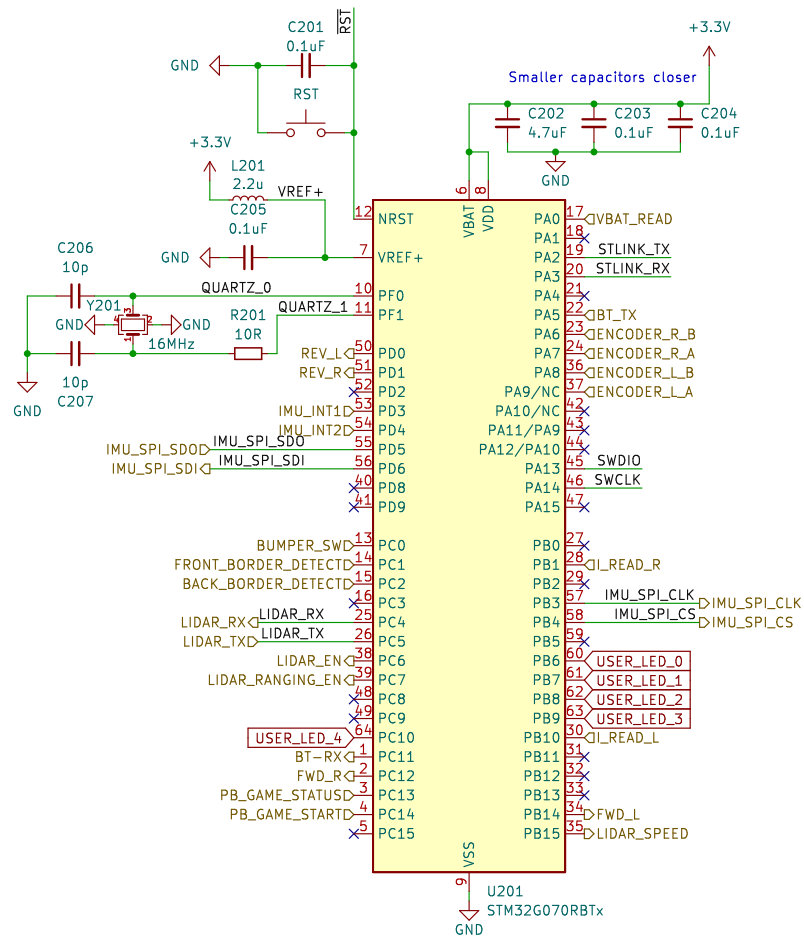 RST
C201
0.1uF
GND
RST
+3.3V
Smaller capacitors closer
C202
4.7uF
C203
0.1uF
C204
0.1uF
GND
+3.3V
L201
2.2u
VREF+
C205
0.1uF
GND
C206
10p
QUARTZ_0
Y201
GND
4
3
2
1
GND
16MHz
QUARTZ_1
R201
10R
10p
C207
GND
6
8
VBAT
VDD
12
NRST
7
VREF+
10
PF0
11
PF1
REV_L
50
PD0
REV_R
51
PD1
52
PD2
IMU_INT1
53
PD3
IMU_INT2
54
PD4
IMU_SPI_SDO
IMU_SPI_SDO
55
PD5
IMU_SPI_SDI
IMU_SPI_SDI
56
PD6
40
PD8
41
PD9
BUMPER_SW
13
PC0
FRONT_BORDER_DETECT
14
PC1
BACK_BORDER_DETECT
15
PC2
16
PC3
LIDAR_RX
LIDAR_RX
25
PC4
LIDAR_TX
LIDAR_TX
26
PC5
LIDAR_EN
38
PC6
LIDAR_RANGING_EN
39
PC7
48
PC8
49
PC9
USER_LED_4
64
PC10
BT-RX
1
PC11
FWD_R
2
PC12
PB_GAME_STATUS
3
PC13
PB_GAME_START
4
PC14
5
PC15
PA0
17
VBAT_READ
PA1
18
PA2
19
STLINK_TX
PA3
20
STLINK_RX
PA4
21
PA5
22
BT_TX
PA6
23
ENCODER_R_B
PA7
24
ENCODER_R_A
PA8
36
ENCODER_L_B
PA9/NC
37
ENCODER_L_A
PA10/NC
42
PA11/PA9
43
PA12/PA10
44
PA13
45
SWDIO
PA14
46
SWCLK
PA15
47
PB0
27
PB1
28
I_READ_R
PB2
29
PB3
57
IMU_SPI_CLK
IMU_SPI_CLK
PB4
58
IMU_SPI_CS
IMU_SPI_CS
PB5
59
PB6
60
USER_LED_0
PB7
61
USER_LED_1
PB8
62
USER_LED_2
PB9
63
USER_LED_3
PB10
30
I_READ_L
PB11
31
PB12
32
PB13
33
PB14
34
FWD_L
PB15
35
LIDAR_SPEED
VSS
9
U201
STM32G070RBTx
GND